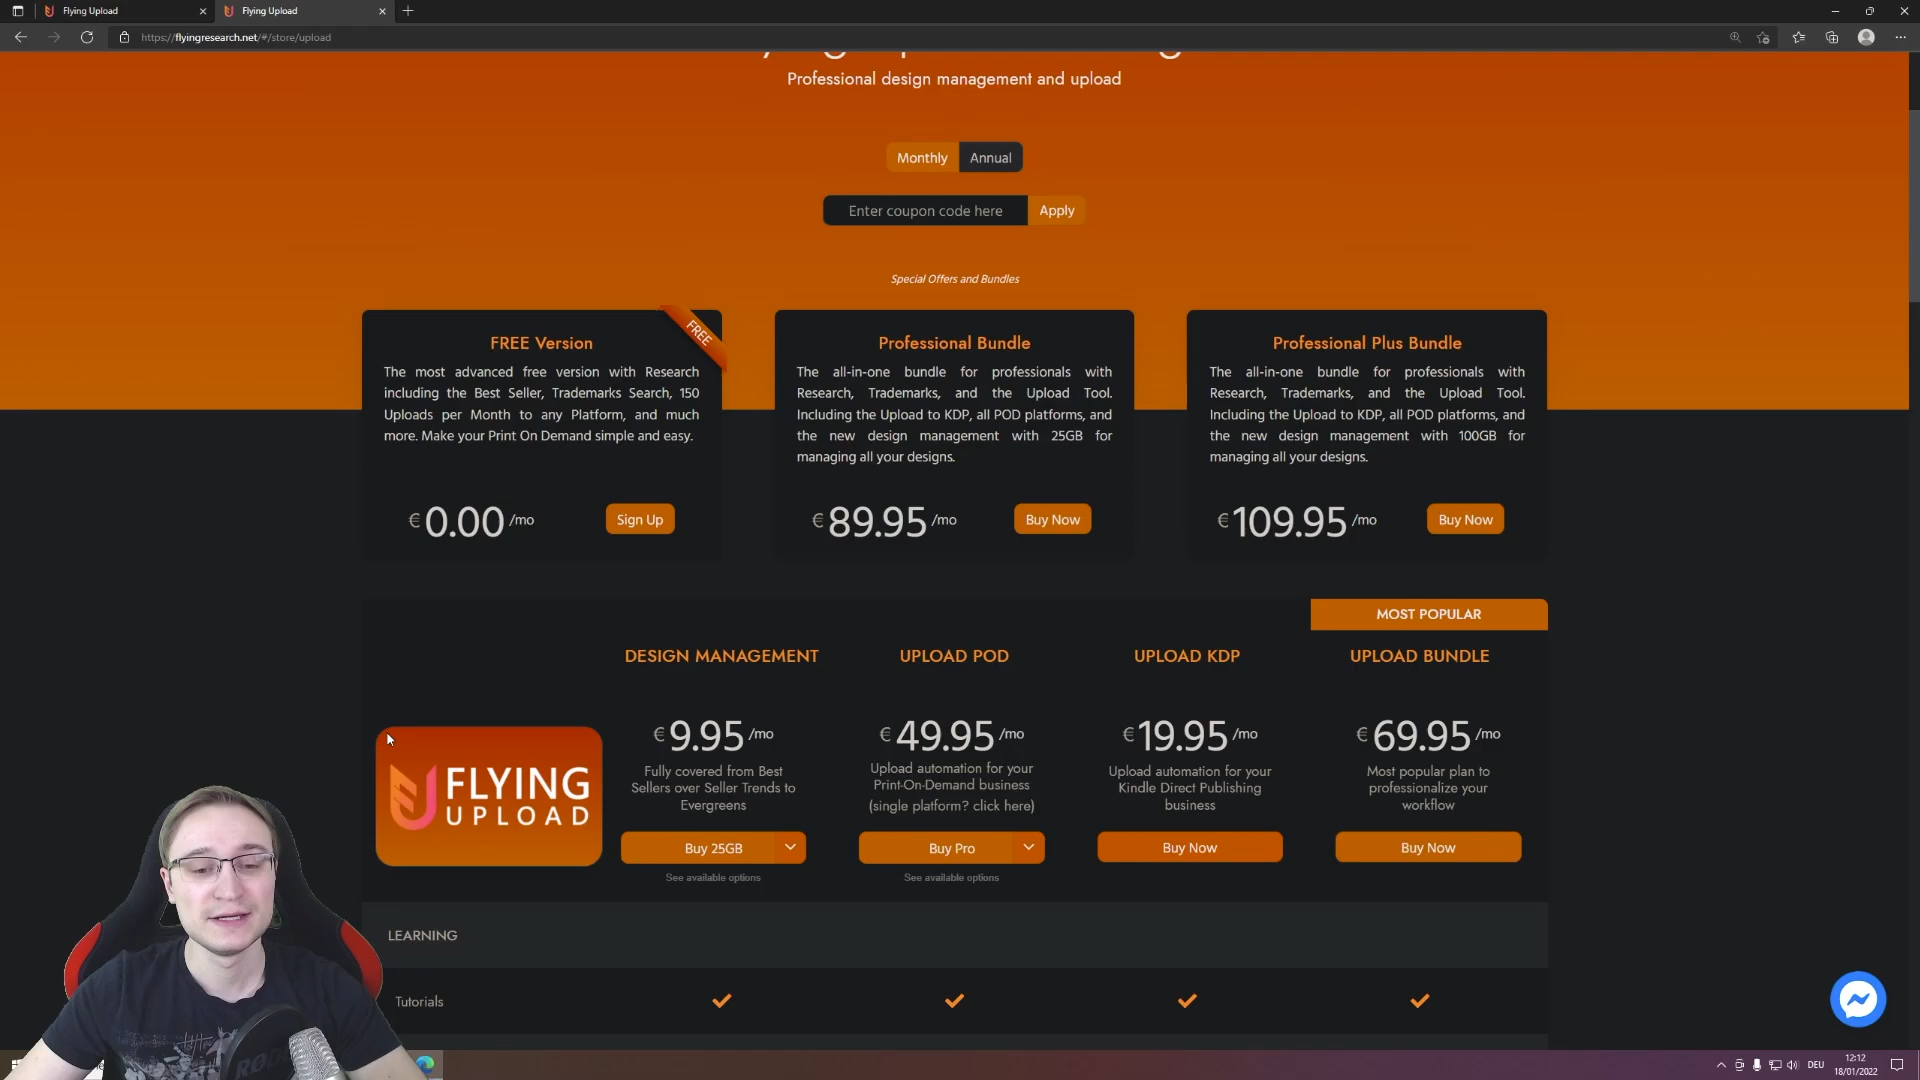 Flying Upload
Flying Upload
https://flyingresearch.net/#/store/upload
Professional design management and upload
Monthly
Annual
Enter coupon code here
Apply
Special Offers and Bundles
FREE Version
FREE
The most advanced free version with Research
including the Best Seller, Trademarks Search, 150
Uploads per Month to any Platform, and much
more. Make your Print On Demand simple and easy.
€0.00 /mo
Sign Up
Professional Bundle
The all-in-one bundle for professionals with
Research, Trademarks, and the Upload Tool.
Including the Upload to KDP, all POD platforms, and
the new design management with 25GB for
managing all your designs.
€89.95 /mo
Buy Now
Professional Plus Bundle
The all-in-one bundle for professionals with
Research, Trademarks, and the Upload Tool.
Including the Upload to KDP, all POD platforms, and
the new design management with 100GB for
managing all your designs.
€109.95 /mo
Buy Now
MOST POPULAR
FLYING
UPLOAD
DESIGN MANAGEMENT
€9.95 /mo
Fully covered from Best
Sellers over Seller Trends to
Evergreens
Buy 25GB
See available options
UPLOAD POD
€49.95 /mo
Upload automation for your
Print-On-Demand business
(single platform? click here)
Buy Pro
See available options
UPLOAD KDP
€19.95 /mo
Upload automation for your
Kindle Direct Publishing
business
Buy Now
UPLOAD BUNDLE
€69.95 /mo
Most popular plan to
professionalize your
workflow
Buy Now
LEARNING
Tutorials
DEU
12:12
18/01/2022